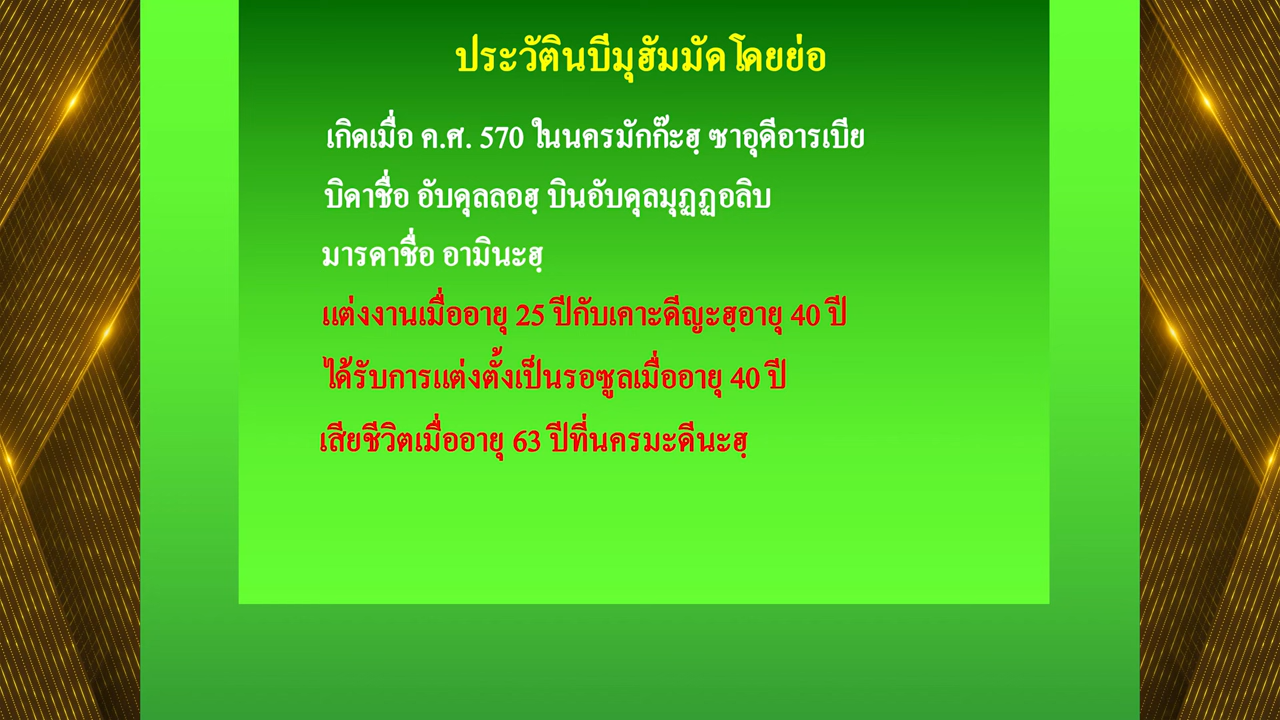 ประวัตินบีมุฮัมมัดโดยย่อ
เกิดเมื่อ ค.ศ. 570 ในนครมักก๊ะฮฺ ซาอุดีอารเบีย
บิดาชื่อ อับดุลลอฮฺ บินอับดุลมุฏฏอลิบ
มารดาชื่อ อามินะฮฺ
แต่งงานเมื่ออายุ 25 ปีกับเคาะดีญะฮฺอายุ 40 ปี
ได้รับการแต่งตั้งเป็นรอซูลเมื่ออายุ 40 ปี
เสียชีวิตเมื่ออายุ 63 ปีที่นครมะดีนะฮฺ